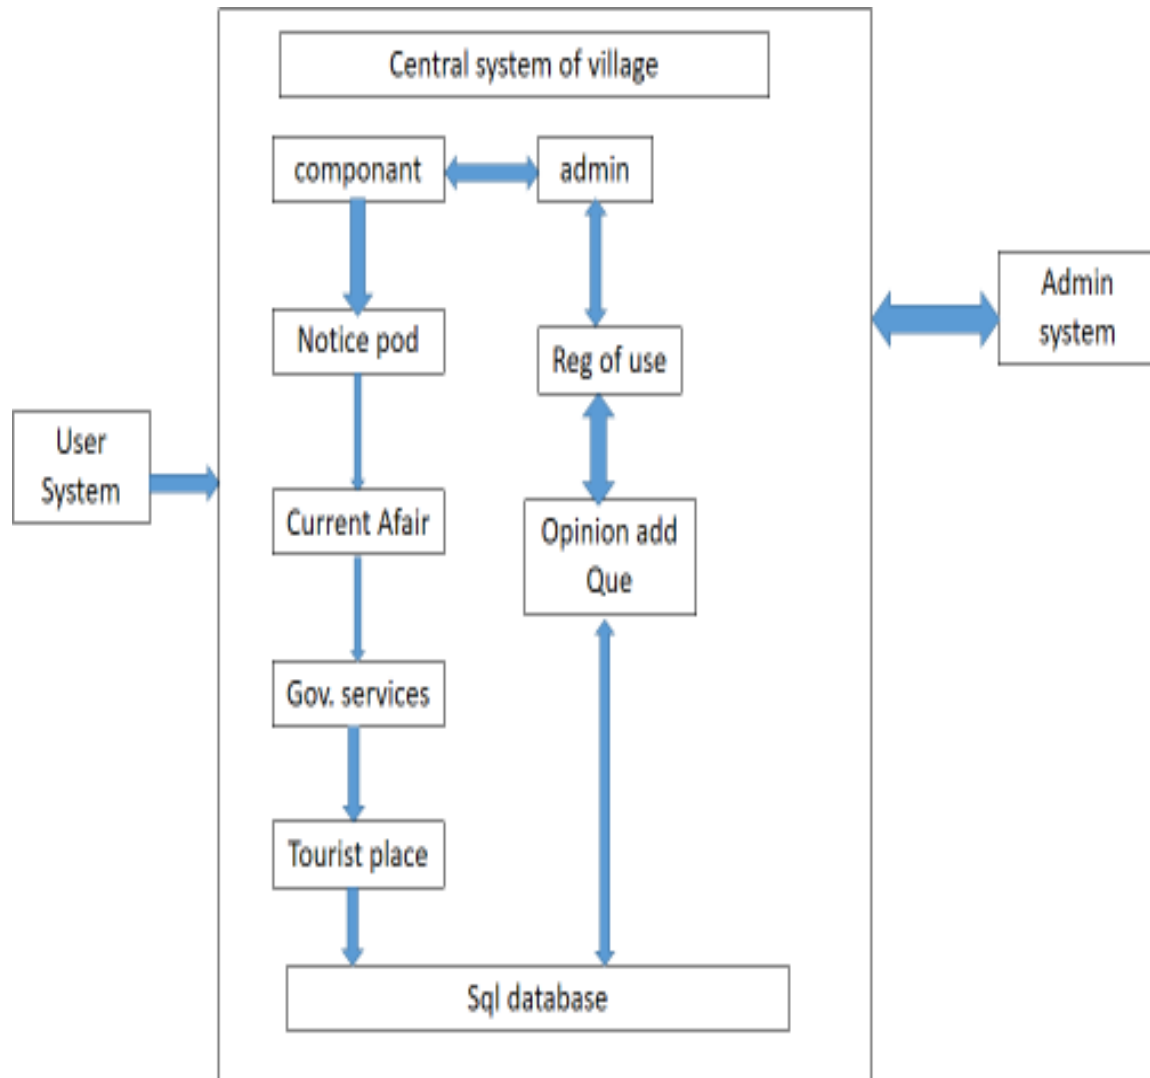 Central system of village
componant
admin
Notice pod
Reg of use
Admin
system
User
System
Current Afair
Opinion add
Que
Gov. services
Tourist place
Sql database